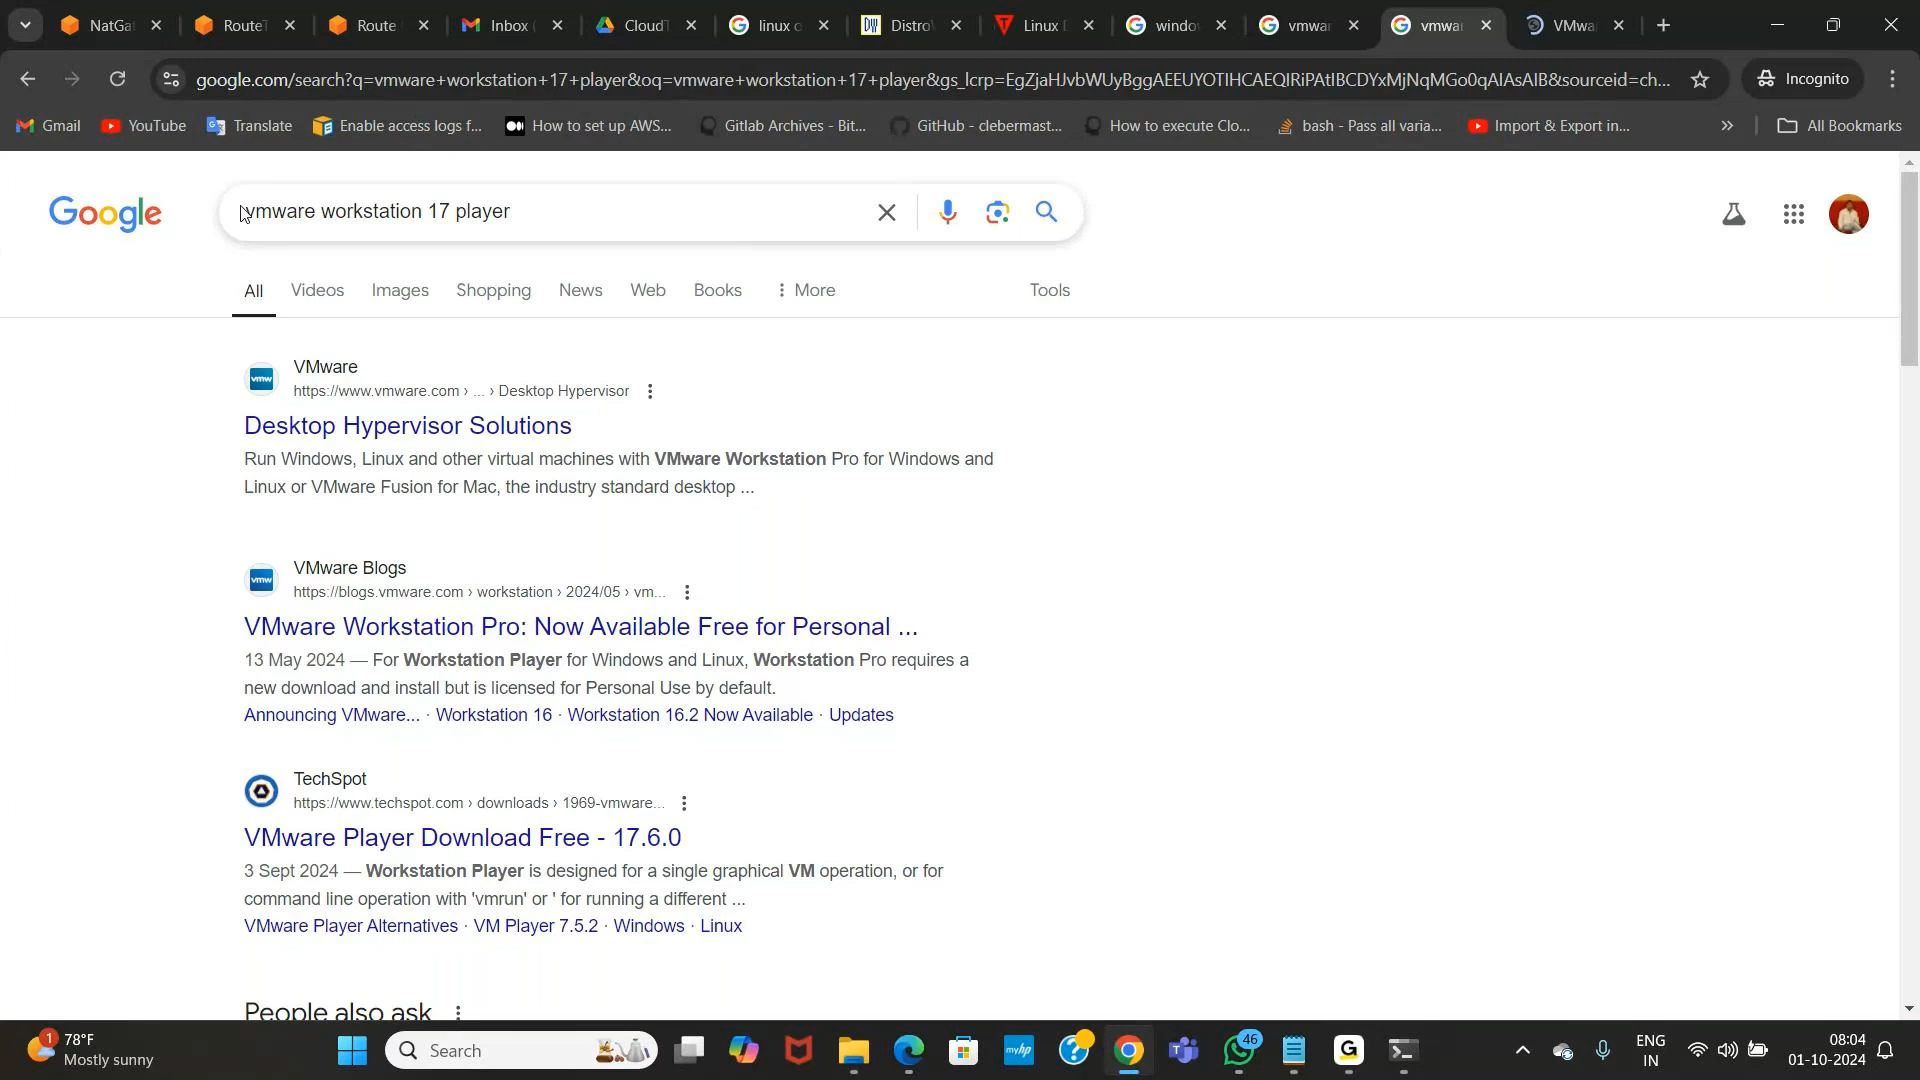 NatGa
RouteT
Route
Inbox (
CloudT
linux o
DW
Distro
T
Linux D
windo
vmwar
vmwar
VMwa
google.com/search?q=vmware+workstation+17+player&oq=vmware+workstation+17+player&gs_lcrp=EgZjaHJvbWUyBggAEEUYOTIHCAEQIRiPAtIBCDYxMjNqMGo0qAIAsAIB&sourceid=ch...
Incognito
Gmail
YouTube
Translate
Enable access logs f...
How to set up AWS...
Gitlab Archives - Bit...
GitHub - clebermast...
How to execute Clo...
bash - Pass all varia...
Import & Export in...
All Bookmarks
Google
vmware workstation 17 player
All
Videos
Images
Shopping
News
Web
Books
More
Tools
vmw
VMware
https://www.vmware.com › ... › Desktop Hypervisor
Desktop Hypervisor Solutions
Run Windows, Linux and other virtual machines with VMware Workstation Pro for Windows and
Linux or VMware Fusion for Mac, the industry standard desktop ...
vmw
VMware Blogs
https://blogs.vmware.com › workstation › 2024/05 › vm...
VMware Workstation Pro: Now Available Free for Personal ...
13 May 2024 — For Workstation Player for Windows and Linux, Workstation Pro requires a
new download and install but is licensed for Personal Use by default.
Announcing VMware... · Workstation 16 · Workstation 16.2 Now Available · Updates
TechSpot
https://www.techspot.com › downloads › 1969-vmware...
VMware Player Download Free - 17.6.0
3 Sept 2024 — Workstation Player is designed for a single graphical VM operation, or for
command line operation with 'vmrun' or ' for running a different ...
VMware Player Alternatives · VM Player 7.5.2 · Windows · Linux
People also ask
1
78°F
Mostly sunny
Search
myhp
46
G
ENG
IN
08:04
01-10-2024